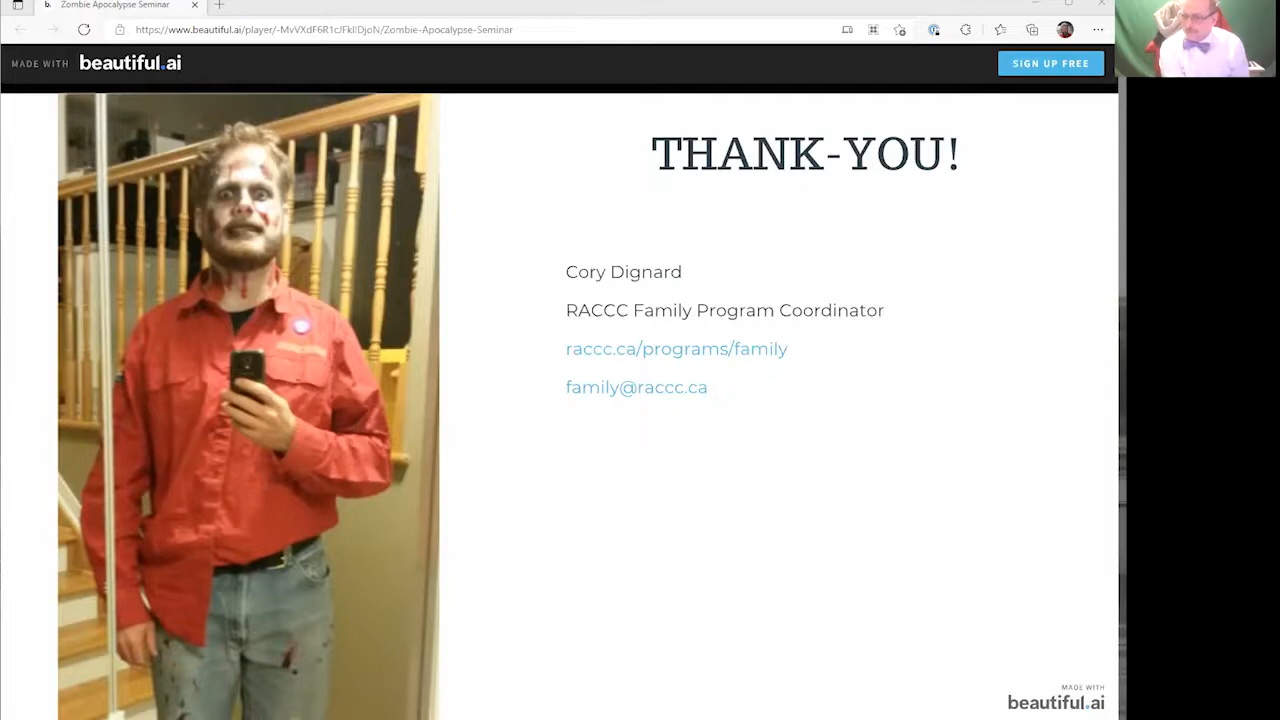 Zombie Apocalypse Seminar
https://www.beautiful.ai/player/-MvVXdF6R1cJFkIlDjoN/Zombie-Apocalypse-Seminar
MADE WITH beautiful.ai
SIGN UP FREE
THANK-YOU!
Cory Dignard
RACCC Family Program Coordinator
raccc.ca/programs/family
family@raccc.ca
MADE WITH
beautiful.ai